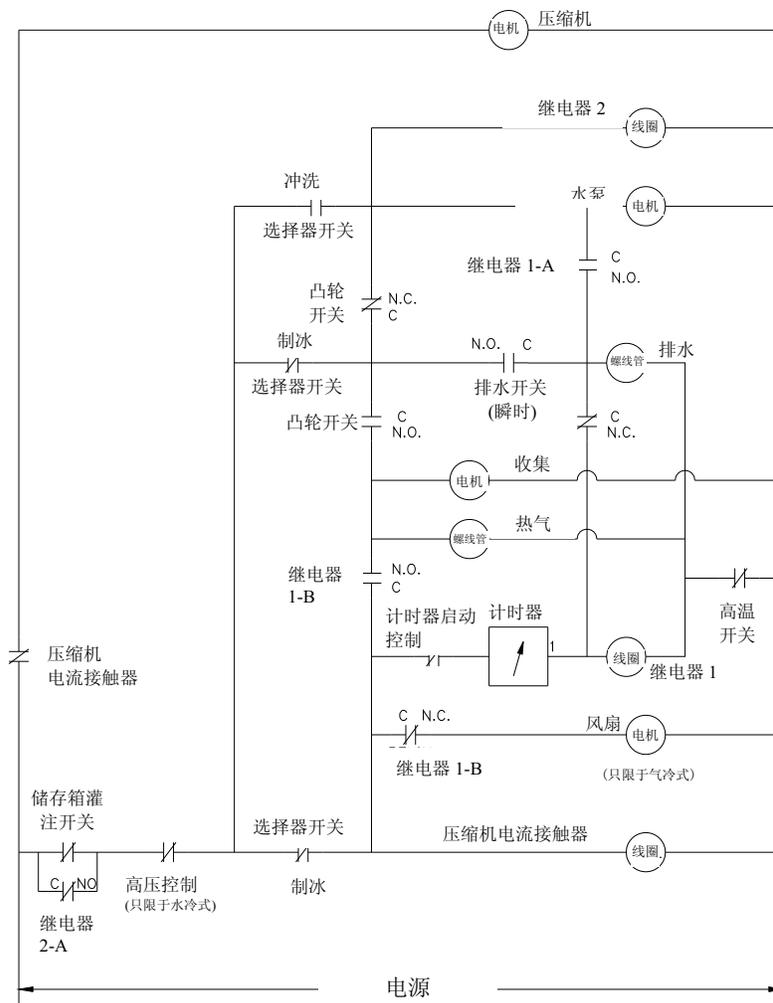 电机 压缩机
继电器 2 线圈
冲洗
水泵 电机
选择器开关
继电器 1-A C
N.O.
凸轮
开关
N.C.
C
制冰
选择器开关
N.O. C
排水开关
(瞬时)
螺线管 排水
凸轮开关 C
N.O.
C
N.C.
收集
电机
热气
螺线管
继电器
1-B
N.O.
C
计时器启动
控制
计时器
1
高温
开关
线圈
继电器 1
压缩机
电流接触器
C N.C.
继电器 1-B
风扇
电机
(只限于气冷式)
储存箱灌
注开关
选择器开关
制冰
压缩机电流接触器
线圈
C NO
继电器
2-A
高压控制
(只限于水冷式)
电源